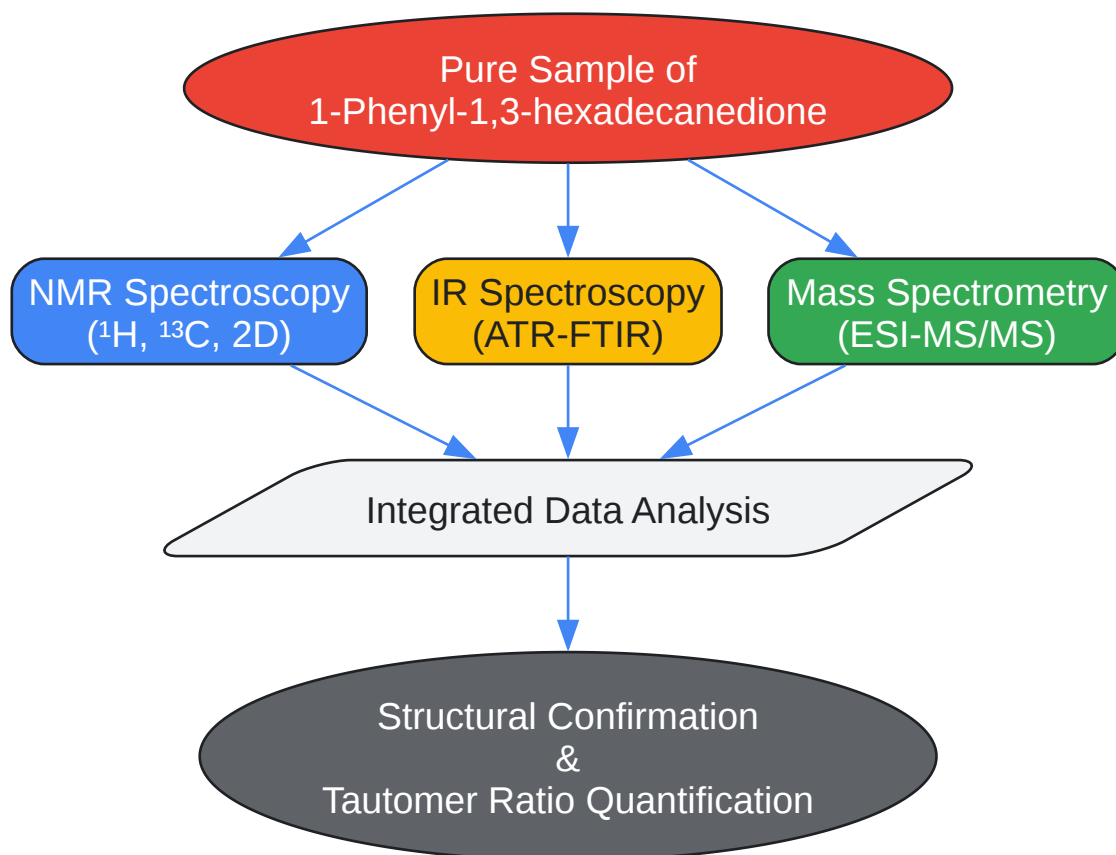 Pure Sample of
1-Phenyl-1,3-hexadecanedione
NMR Spectroscopy
(¹H, ¹³C, 2D)
IR Spectroscopy
(ATR-FTIR)
Mass Spectrometry
(ESI-MS/MS)
Integrated Data Analysis
Structural Confirmation
&
Tautomer Ratio Quantification